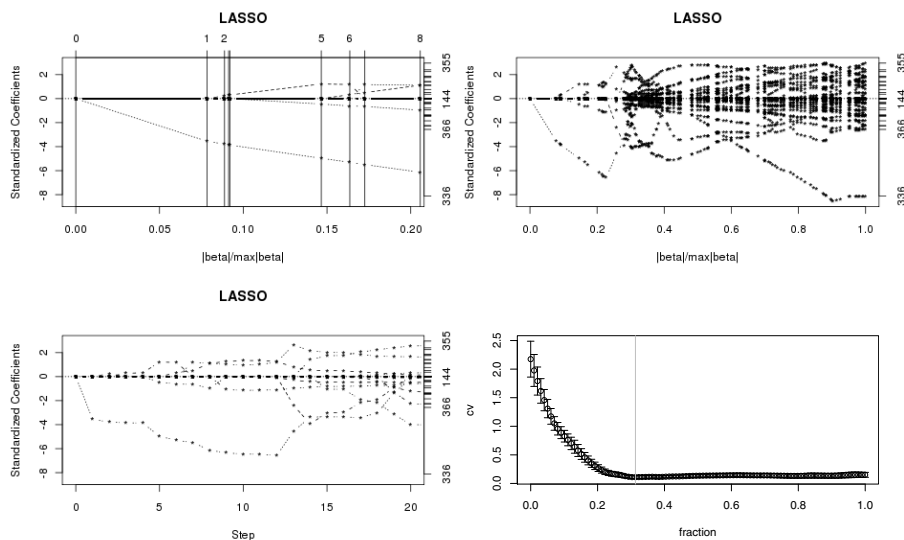 LASSO
0 1 2 5 6 8
Standardized Coefficients
2
0
-2
-4
-6
-8
355
144
366
336
0.00 0.05 0.10 0.15 0.20
|beta|/max|beta|
LASSO
Standardized Coefficients
2
0
-2
-4
-6
-8
355
144
366
336
0.0 0.2 0.4 0.6 0.8 1.0
|beta|/max|beta|
LASSO
Standardized Coefficients
2
0
-2
-4
-6
-8
355
144
366
336
0 5 10 15 20
Step
cv
2.5
2.0
1.5
1.0
0.5
0.0
0.0 0.2 0.4 0.6 0.8 1.0
fraction